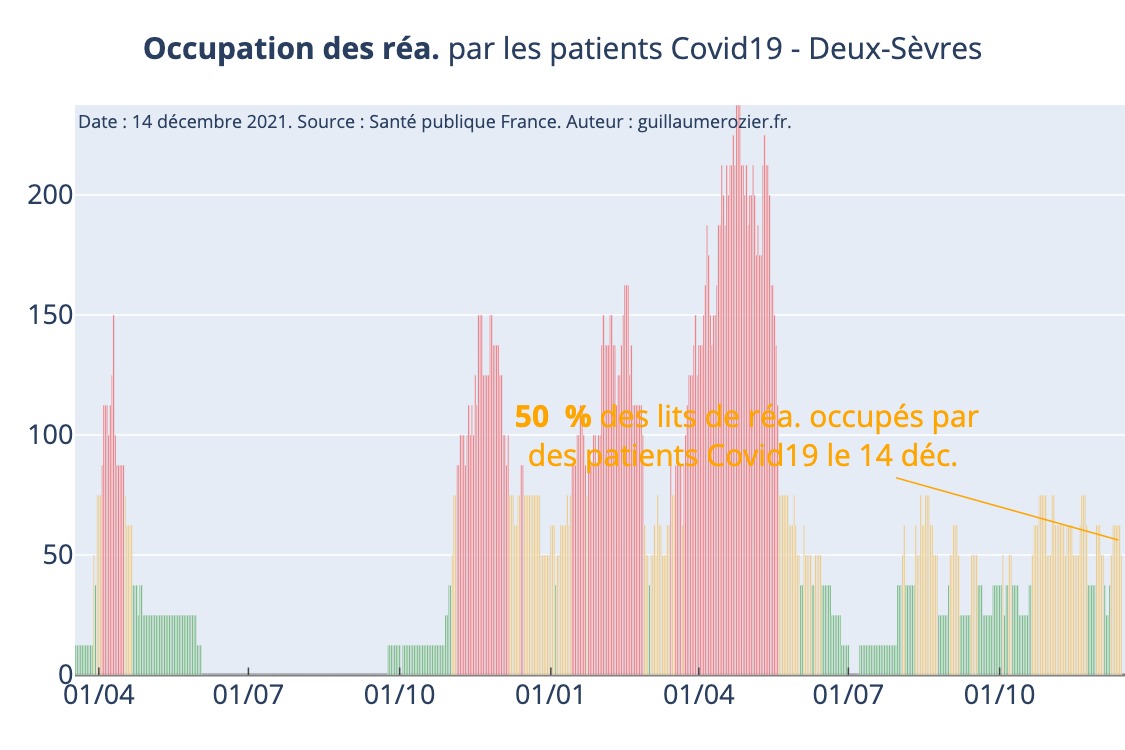 Occupation des réa. par les patients Covid19 - Deux-Sèvres
Date : 14 décembre 2021. Source : Santé publique France. Auteur : guillaumerozier.fr.
200
150
100
50
0
50  % des lits de réa. occupés par
des patients Covid19 le 14 déc.
01/04 01/07 01/10 01/01 01/04 01/07 01/10